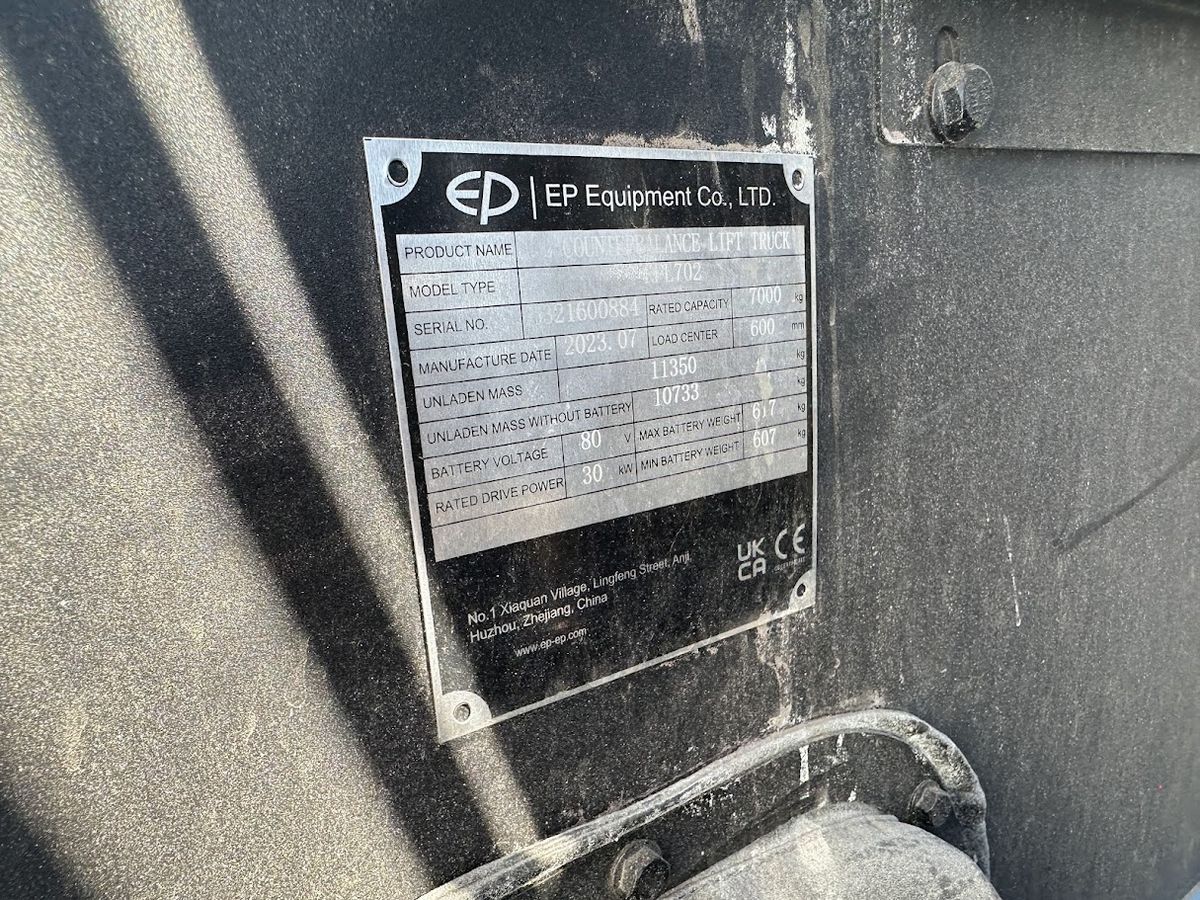 EP | EP Equipment Co., LTD.
PRODUCT NAME COUNTERBALANCE LIFT TRUCK
MODEL TYPE
SERIAL NO. 321600884 RATED CAPACITY 7000 kg
MANUFACTURE DATE 2023.07 LOAD CENTER 600 mm
UNLADEN MASS 11350 kg
UNLADEN MASS WITHOUT BATTERY 10733 kg
BATTERY VOLTAGE 80 V MAX BATTERY WEIGHT 617 kg
RATED DRIVE POWER 30 kW MIN BATTERY WEIGHT 607 kg
UK
CA CE
No.1 Xiaquan Village, Lingfeng Street, Anji,
Huzhou, Zhejiang, China
www.ep-ep.com